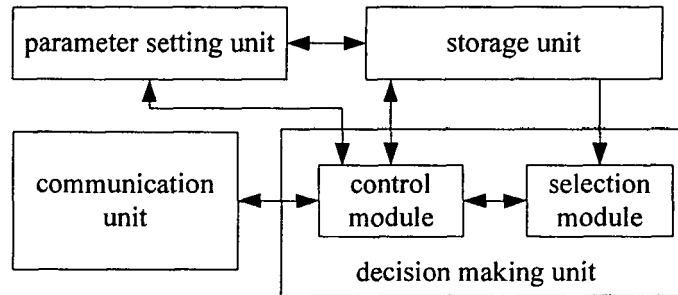 parameter setting unit
storage unit
communication
unit
control
module
selection
module
decision making unit